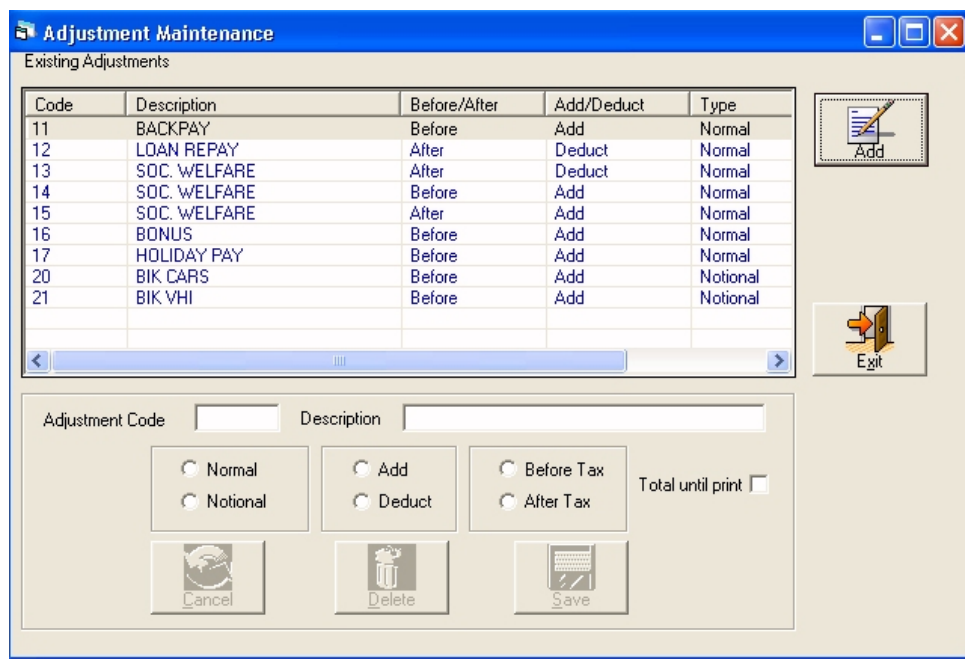 Adjustment Maintenance
Existing Adjustments
Code Description Before/After Add/Deduct Type
11 BACKPAY Before Add Normal
12 LOAN REPAY After Deduct Normal
13 SOC. WELFARE After Deduct Normal
14 SOC. WELFARE Before Add Normal
15 SOC. WELFARE After Add Normal
16 BONUS Before Add Normal
17 HOLIDAY PAY Before Add Normal
20 BIK CARS Before Add Notional
21 BIK VHI Before Add Notional
Add
Exit
Adjustment Code Description
Normal Add Before Tax Total until print
Notional Deduct After Tax
Cancel Delete Save